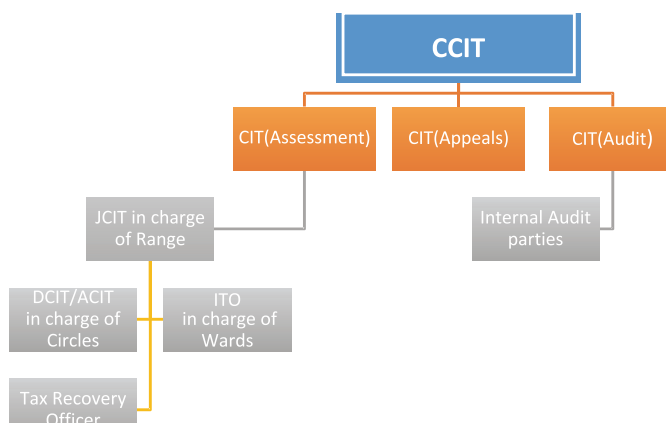 CCIT
CIT(Assessment)
CIT(Appeals)
CIT(Audit)
JCIT in charge
of Range
Internal Audit
parties
DCIT/ACIT
in charge of
Circles
ITO
in charge of
Wards
Tax Recovery
Officer